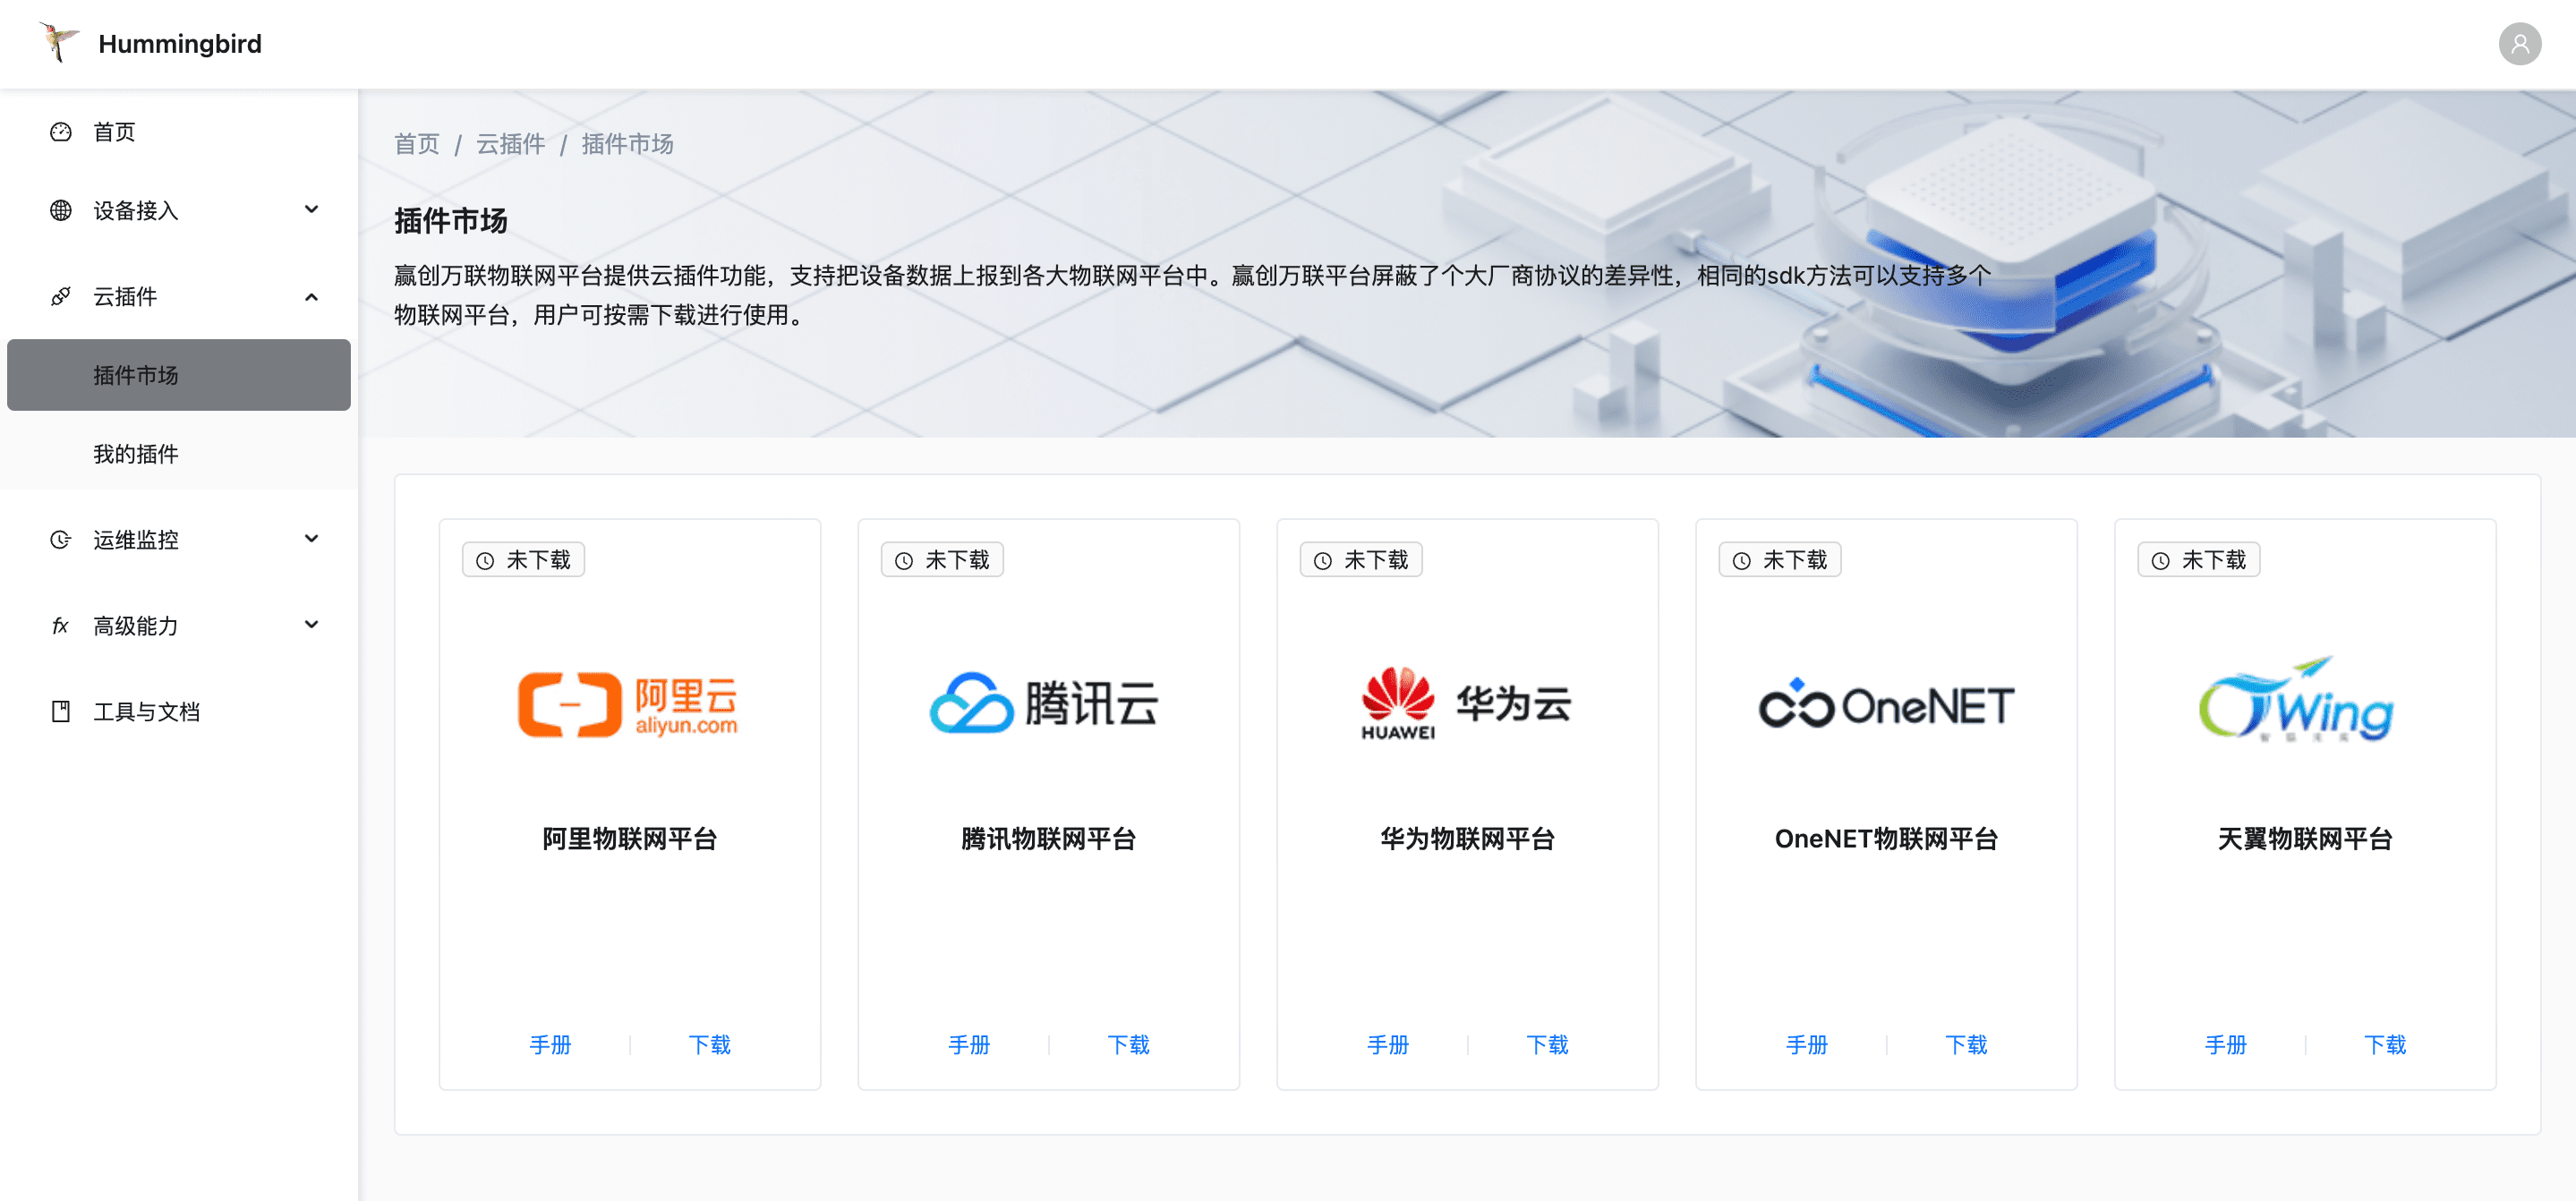 Hummingbird
首页
设备接入
云插件
插件市场
我的插件
运维监控
高级能力
工具与文档
首页 / 云插件 / 插件市场
插件市场
赢创万联物联网平台提供云插件功能，支持把设备数据上报到各大物联网平台中。赢创万联平台屏蔽了个大厂商协议的差异性，相同的sdk方法可以支持多个
物联网平台，用户可按需下载进行使用。
未下载
阿里云
aliyun.com
阿里物联网平台
手册 下载
未下载
腾讯云
腾讯物联网平台
手册 下载
未下载
HUAWEI
华为云
华为物联网平台
手册 下载
未下载
OneNET
OneNET物联网平台
手册 下载
未下载
Wing
天翼物联网平台
手册 下载